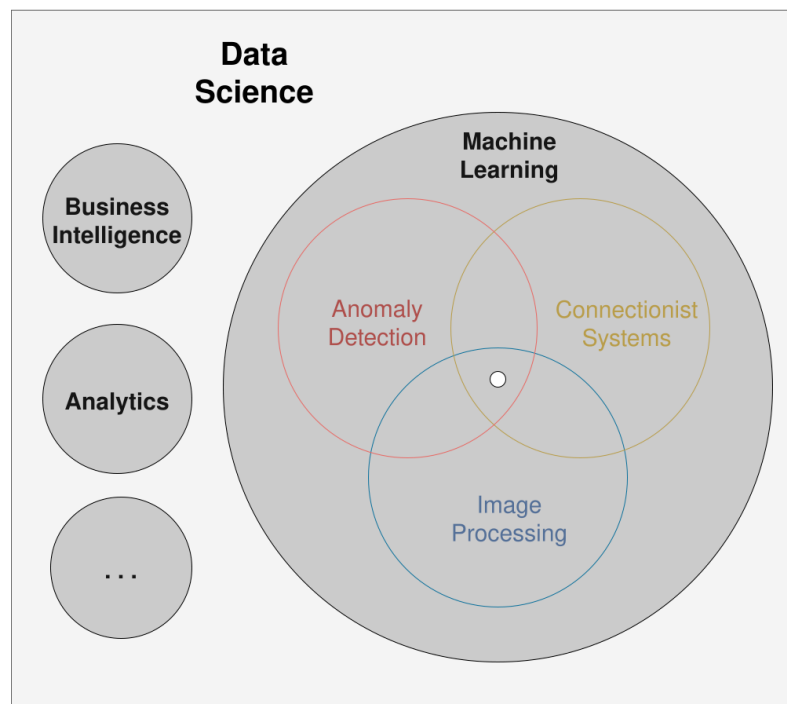 Data
Science
Machine
Learning
Business
Intelligence
Anomaly
Detection
Connectionist
Systems
Analytics
Image
Processing
...